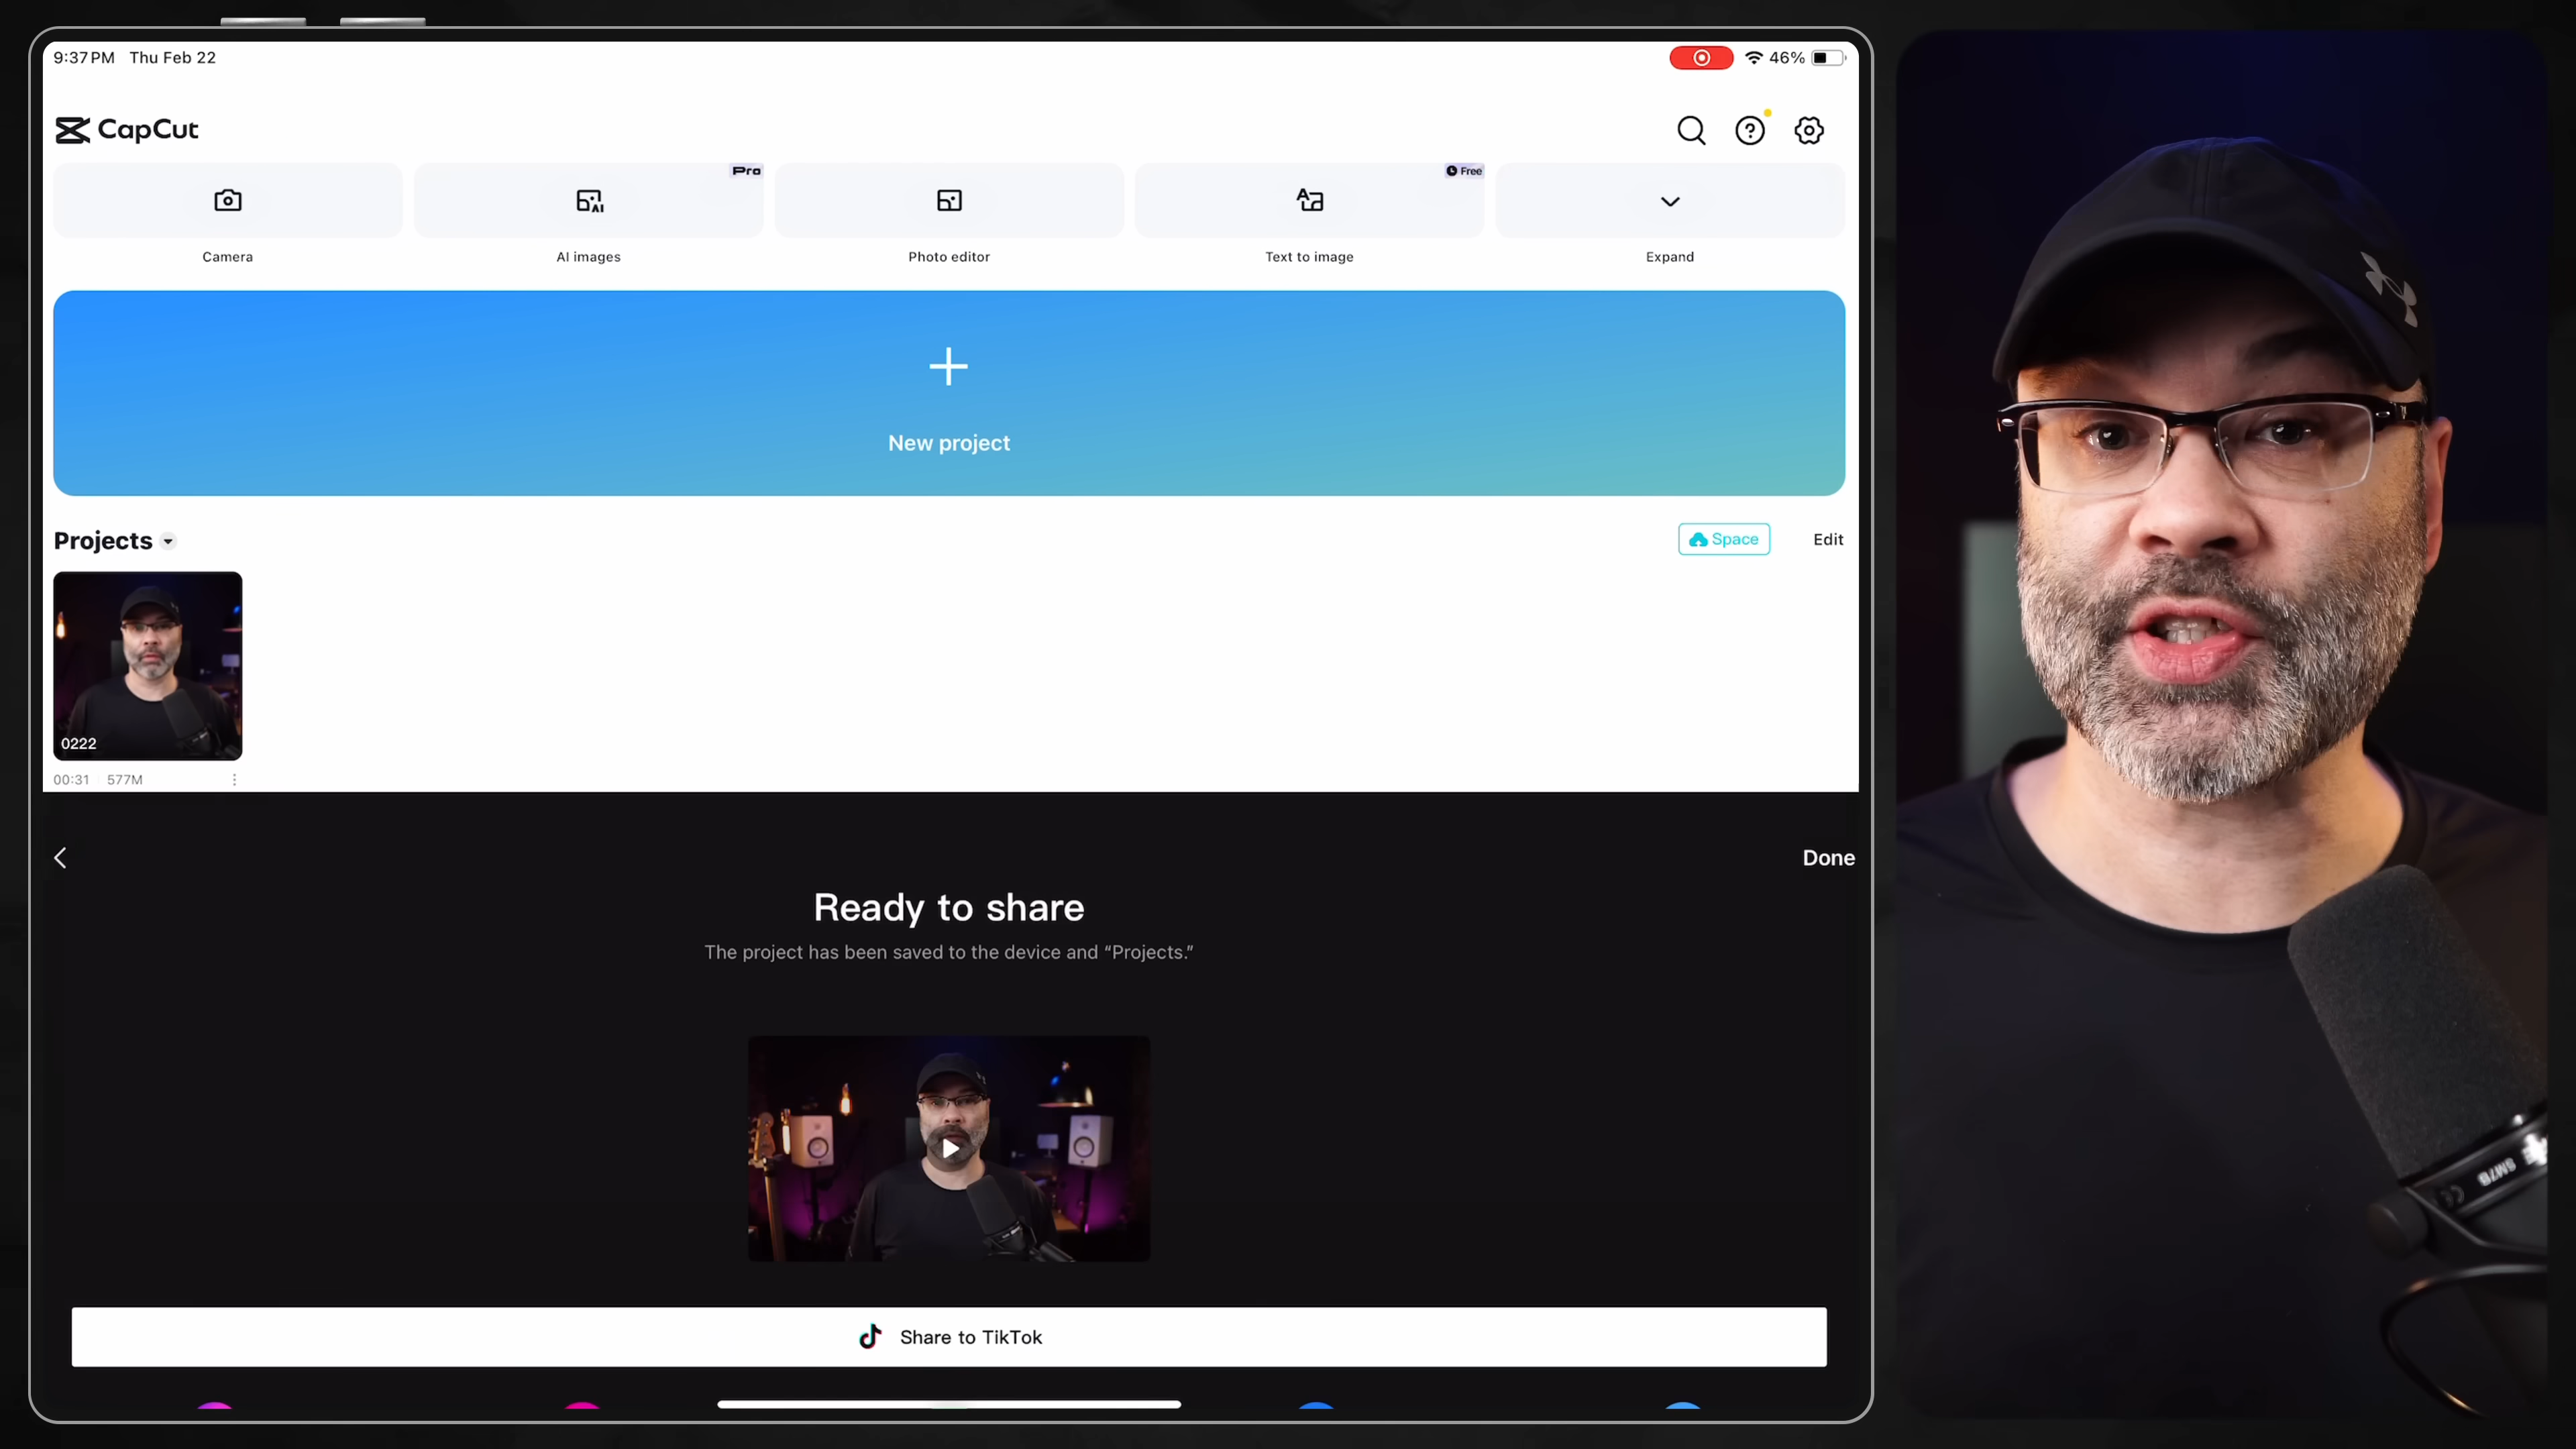 9:37 PM Thu Feb 22
46%
CapCut
Pro
Free
Camera
AI images
Photo editor
Text to image
Expand
New project
Projects
Space
Edit
0222
00:31 577M
Done
Ready to share
The project has been saved to the device and “Projects.”
Share to TikTok
SM7B